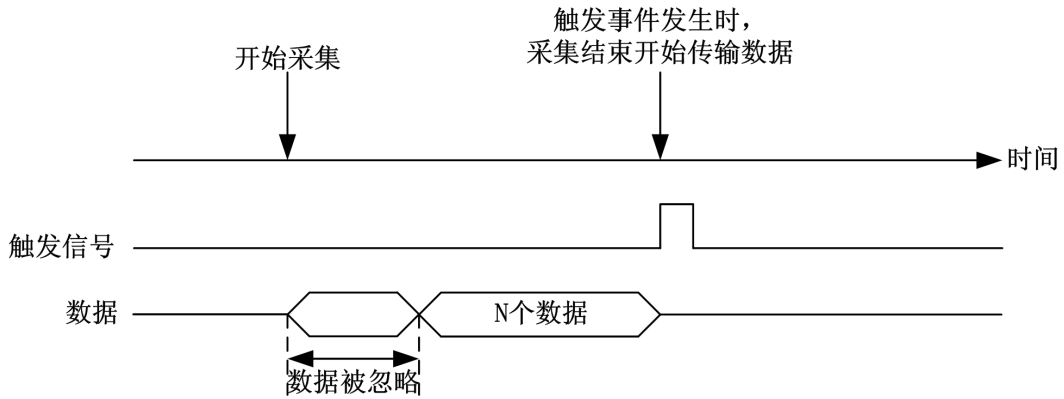 触发事件发生时，
采集结束开始传输数据
开始采集
时间
触发信号
数据
N个数据
数据被忽略